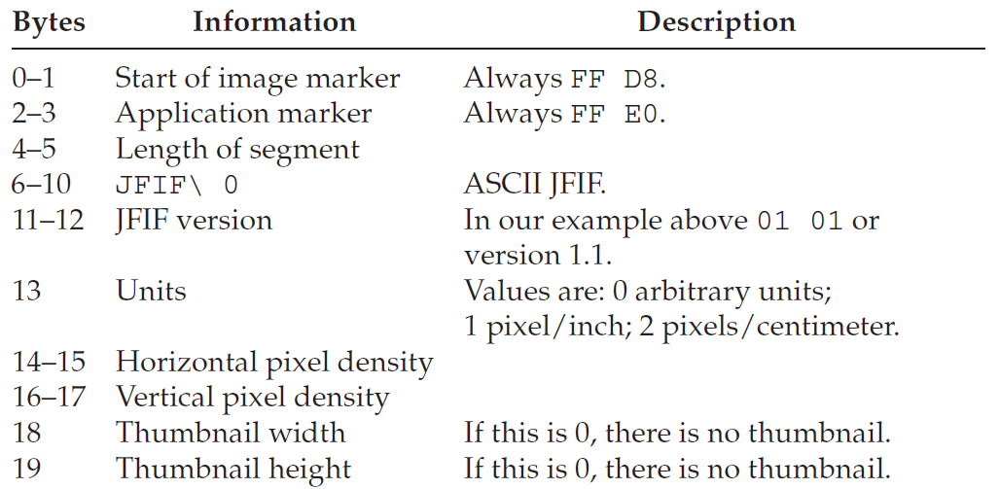 Bytes Information Description
0–1 Start of image marker Always FF D8.
2–3 Application marker Always FF E0.
4–5 Length of segment
6–10 JFIF\ 0 ASCII JFIF.
11–12 JFIF version In our example above 01 01 or
version 1.1.
13 Units Values are: 0 arbitrary units;
1 pixel/inch; 2 pixels/centimeter.
14–15 Horizontal pixel density
16–17 Vertical pixel density
18 Thumbnail width If this is 0, there is no thumbnail.
19 Thumbnail height If this is 0, there is no thumbnail.